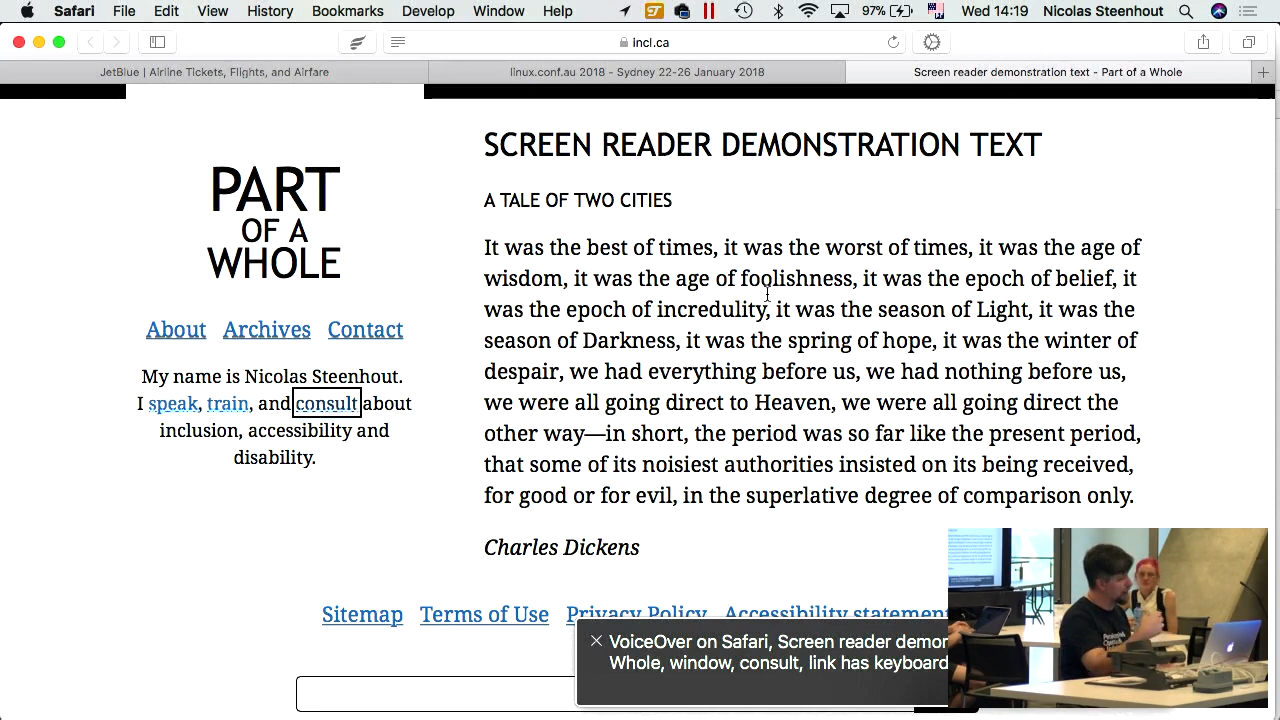 Safari File Edit View History Bookmarks Develop Window Help 97% Wed 14:19 Nicolas Steenhout
incl.ca
JetBlue | Airline Tickets, Flights, and Airfare
linux.conf.au 2018 - Sydney 22-26 January 2018
Screen reader demonstration text - Part of a Whole
PART
OF A
WHOLE
About Archives Contact
My name is Nicolas Steenhout.
I speak, train, and consult about
inclusion, accessibility and
disability.
SCREEN READER DEMONSTRATION TEXT
A TALE OF TWO CITIES
It was the best of times, it was the worst of times, it was the age of
wisdom, it was the age of foolishness, it was the epoch of belief, it
was the epoch of incredulity, it was the season of Light, it was the
season of Darkness, it was the spring of hope, it was the winter of
despair, we had everything before us, we had nothing before us,
we were all going direct to Heaven, we were all going direct the
other way—in short, the period was so far like the present period,
that some of its noisiest authorities insisted on its being received,
for good or for evil, in the superlative degree of comparison only.
Charles Dickens
Sitemap Terms of Use Privacy Policy Accessibility statement
VoiceOver on Safari, Screen reader demor
Whole, window, consult, link has keyboard